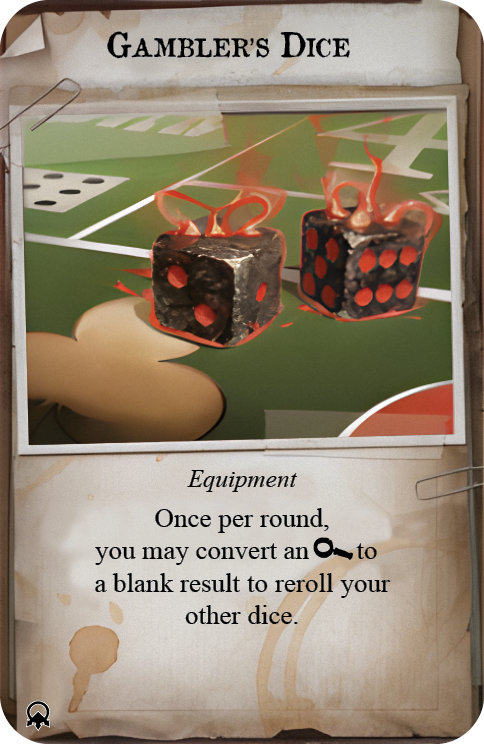 Gambler's Dice
Equipment
Once per round,
you may convert an to
a blank result to reroll your
other dice.